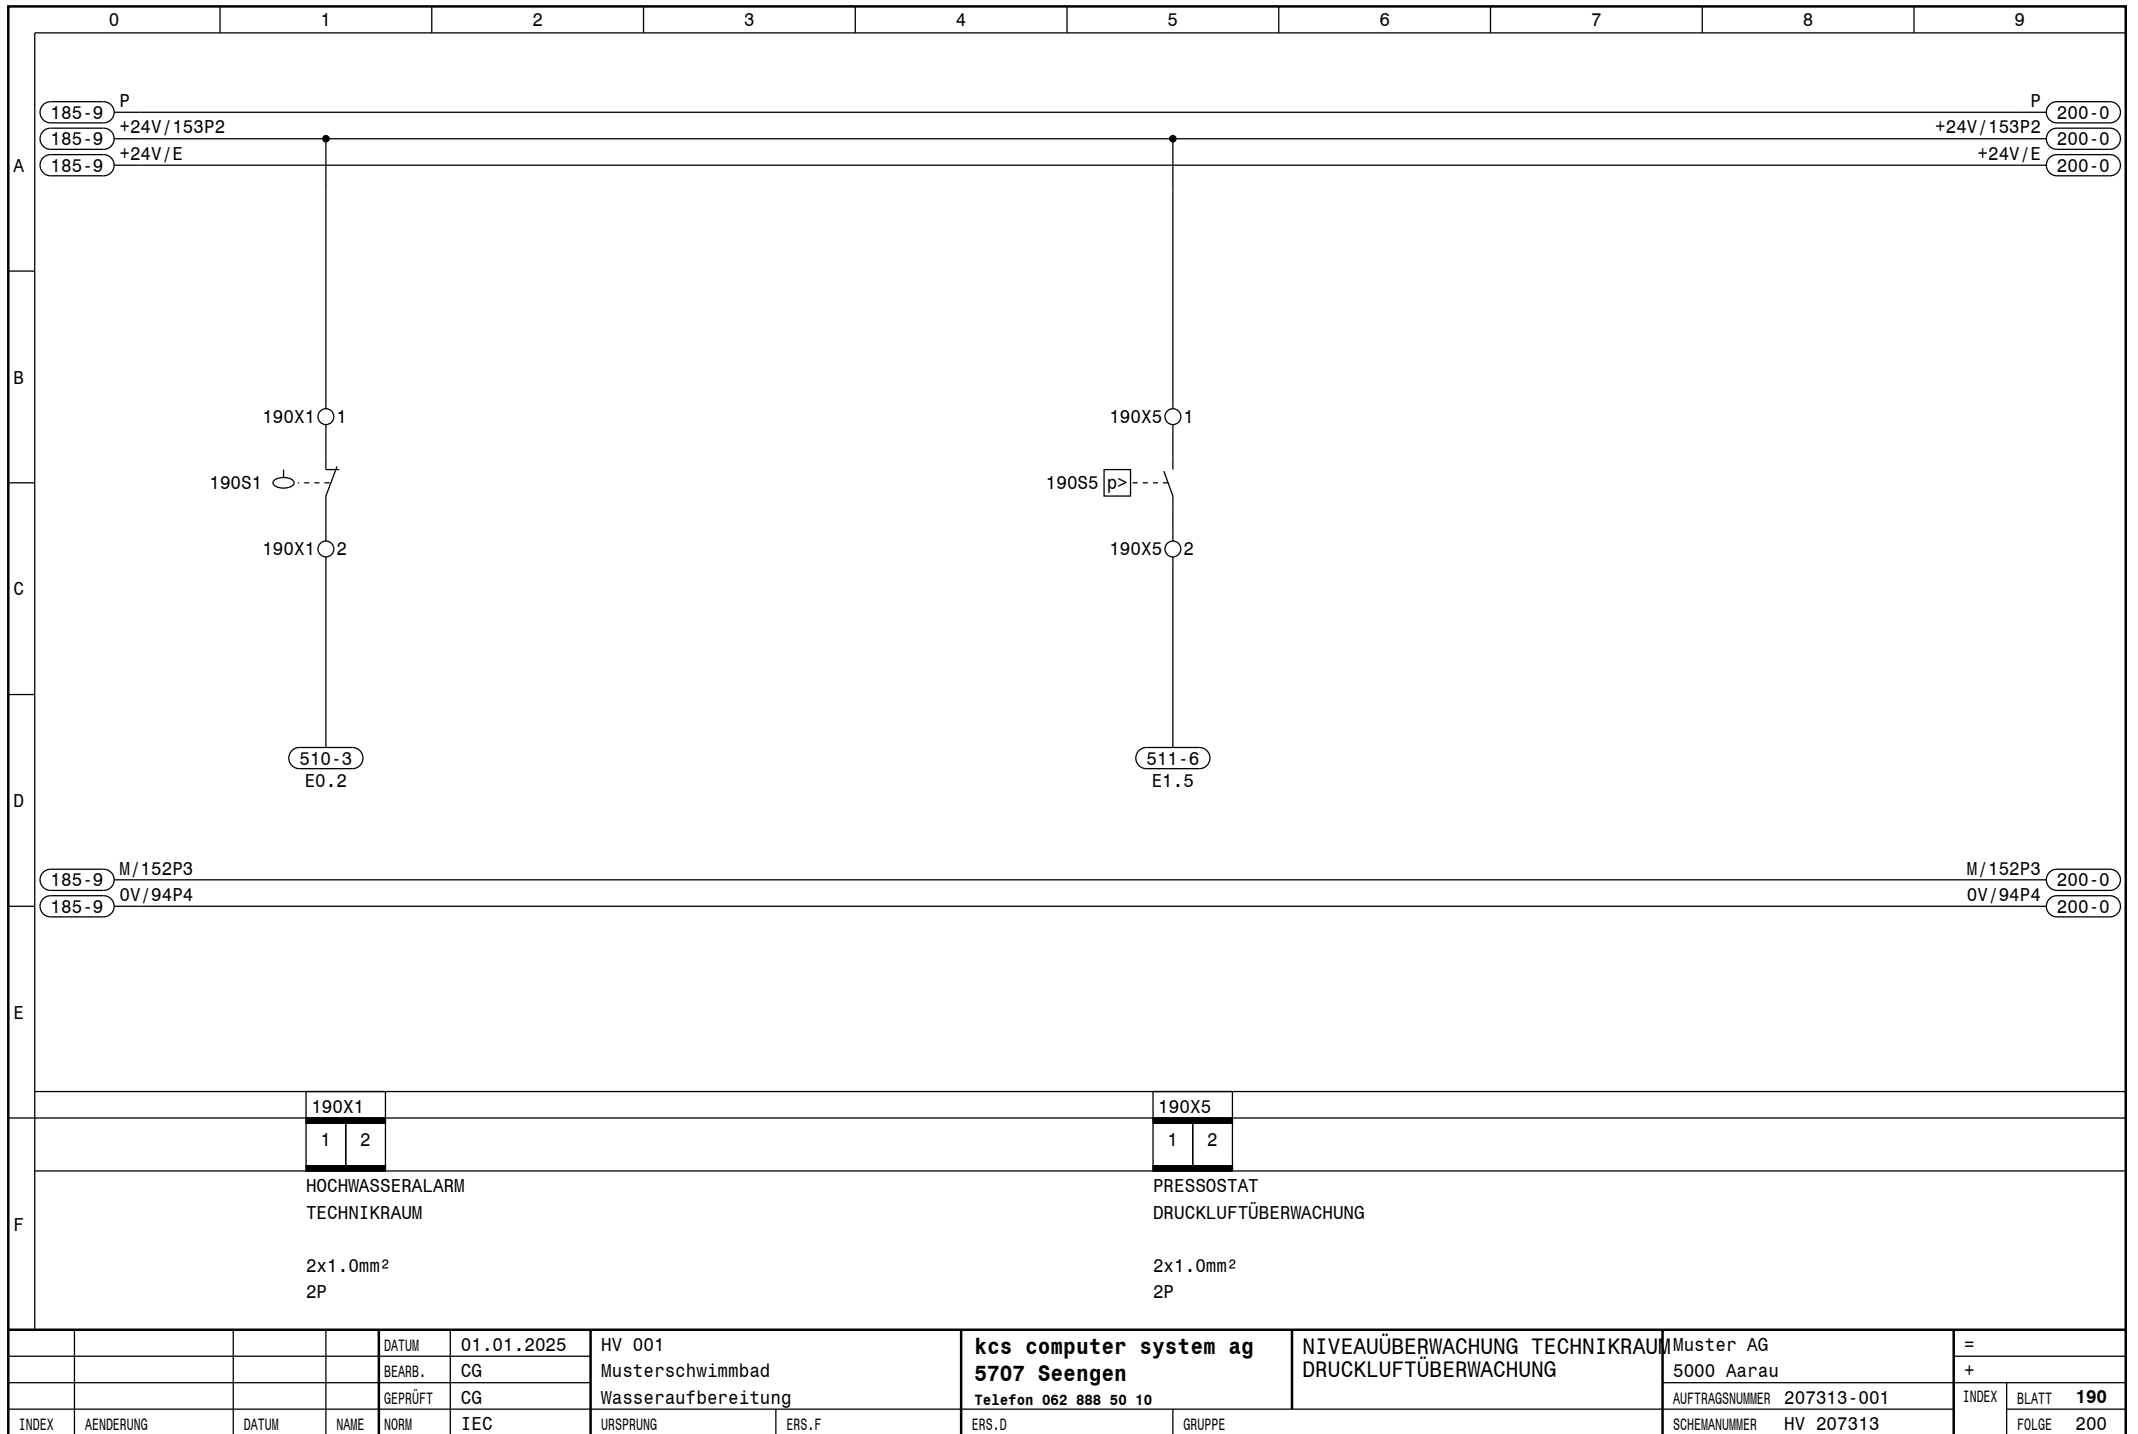 0 1 2 3 4 5 6 7 8 9
P P
185-9 200-0
+24V/153P2 +24V/153P2
185-9 200-0
+24V/E +24V/E
A 185-9 200-0
B
190X1 1 190X5 1
190S1 190S5 p>
190X1 2 190X5 2
C
510-3 511-6
E0.2 E1.5
D
M/152P3 M/152P3
185-9 200-0
0V/94P4 0V/94P4
185-9 200-0
E
190X1 190X5
1 2 1 2
HOCHWASSERALARM PRESSOSTAT
TECHNIKRAUM DRUCKLUFTÜBERWACHUNG
F
2x1.0mm² 2x1.0mm²
2P 2P
DATUM 01.01.2025 HV 001 kcs computer system ag NIVEAUÜBERWACHUNG TECHNIKRAUM Muster AG =
BEARB. CG Musterschwimmbad 5707 Seengen DRUCKLUFTÜBERWACHUNG 5000 Aarau +
GEPRÜFT CG Wasseraufbereitung Telefon 062 888 50 10 AUFTRAGSNUMMER 207313-001 INDEX BLATT 190
INDEX AENDERUNG DATUM NAME NORM IEC URSPRUNG ERS.F ERS.D GRUPPE SCHEMANUMMER HV 207313 FOLGE 200